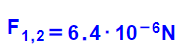 F₁,₂ = 6.4·10⁻⁶N